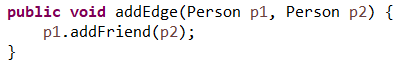 public void addEdge(Person p1, Person p2) {
    p1.addFriend(p2);
}